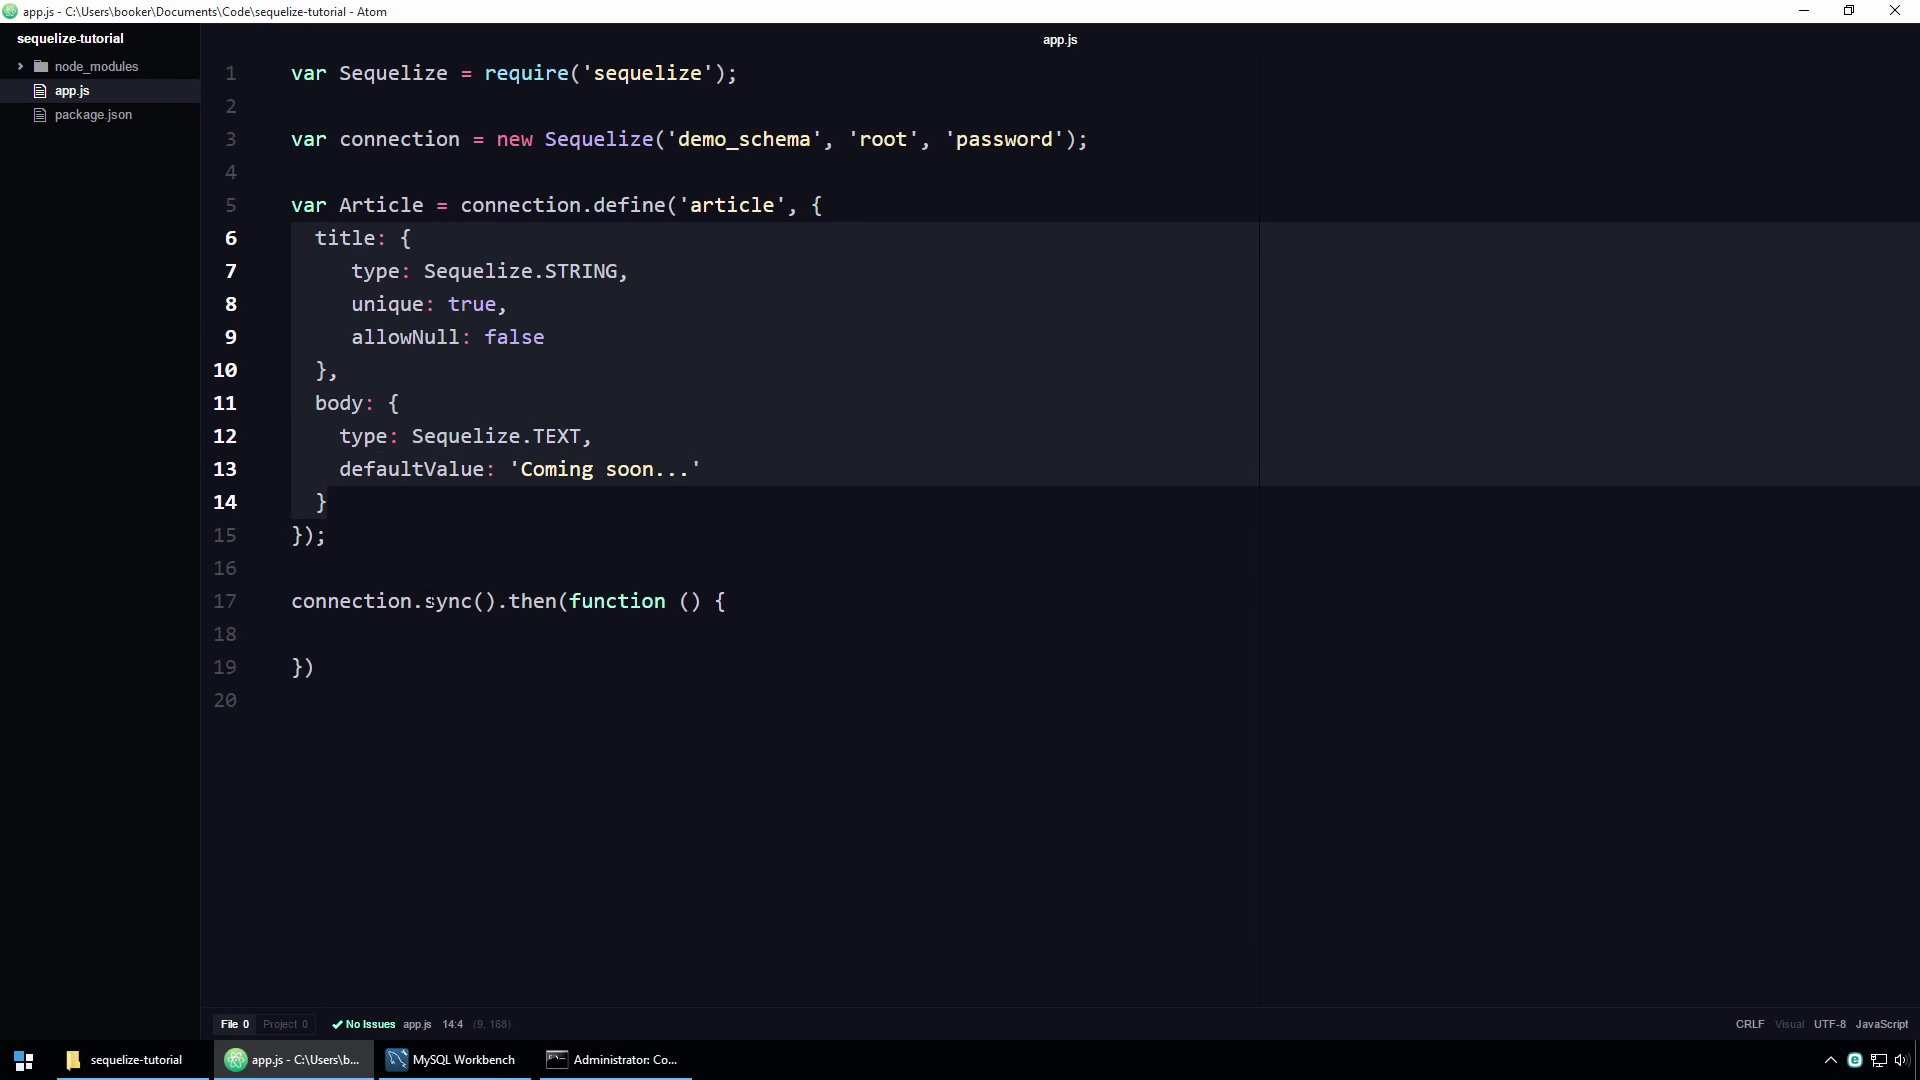 app.js - C:\Users\booker\Documents\Code\sequelize-tutorial - Atom
sequelize-tutorial
node_modules
app.js
package.json
app.js
1 var Sequelize = require('sequelize');
2
3 var connection = new Sequelize('demo_schema', 'root', 'password');
4
5 var Article = connection.define('article', {
6 title: {
7 type: Sequelize.STRING,
8 unique: true,
9 allowNull: false
10 },
11 body: {
12 type: Sequelize.TEXT,
13 defaultValue: 'Coming soon...'
14 }
15 });
16
17 connection.sync().then(function () {
18
19 })
20
File 0 Project 0 No Issues app.js 14:4 (9, 168) CRLF Visual UTF-8 JavaScript
sequelize-tutorial app.js - C:\Users\b... MySQL Workbench Administrator: Co...